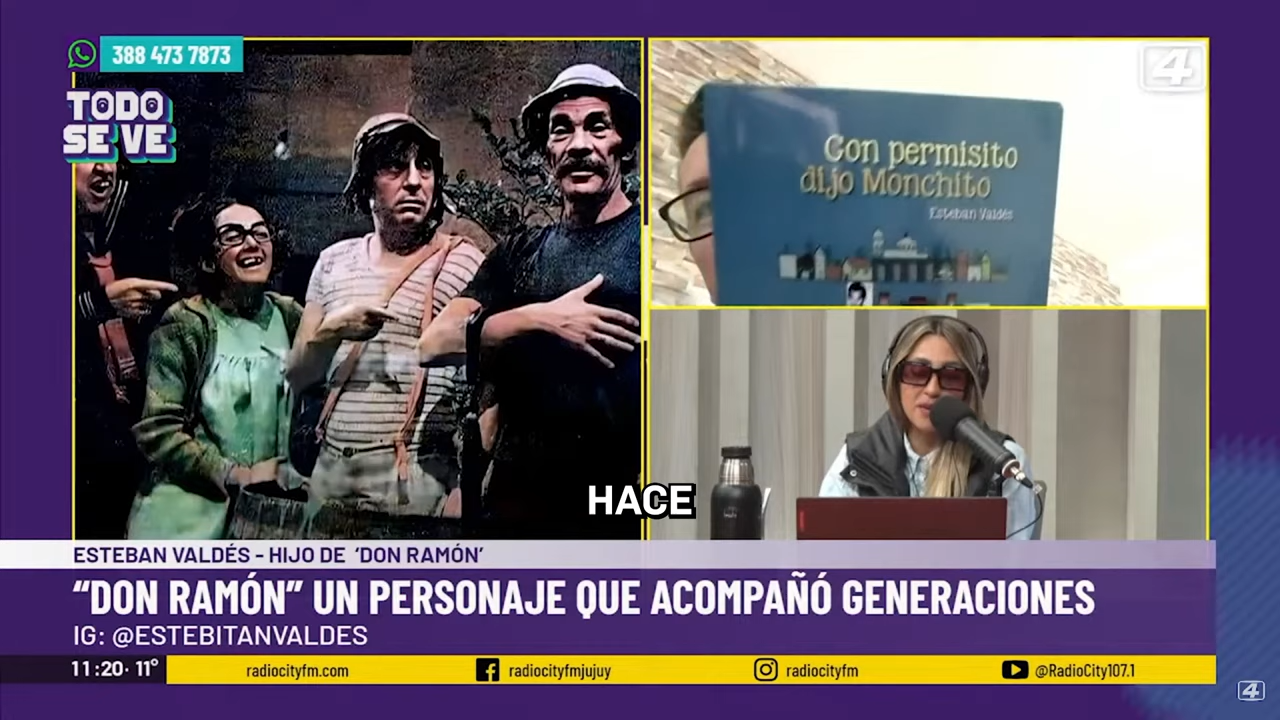 388 473 7873
TODO
SE VE
4
Con permisito
dijo Monchito
Esteban Valdés
HACE
ESTEBAN VALDÉS - HIJO DE ‘DON RAMÓN’
“DON RAMÓN” UN PERSONAJE QUE ACOMPAÑÓ GENERACIONES
IG: @ESTEBITANVALDES
11:20· 11°
radiocityfm.com
radiocityfmjujuy
radiocityfm
@RadioCity107.1
4